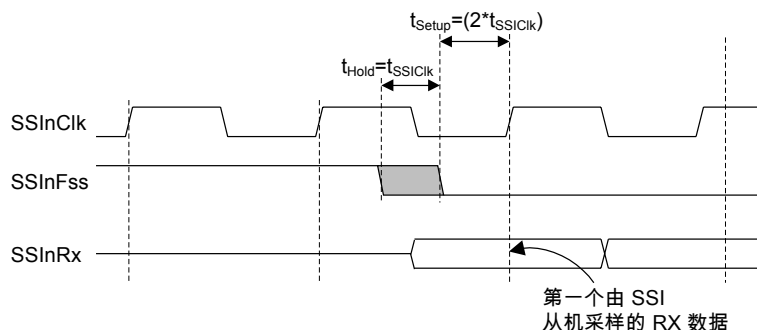 tSetup=(2*tSSIClk)
tHold=tSSIClk
SSInClk
SSInFss
SSInRx
第一个由 SSI
从机采样的 RX 数据